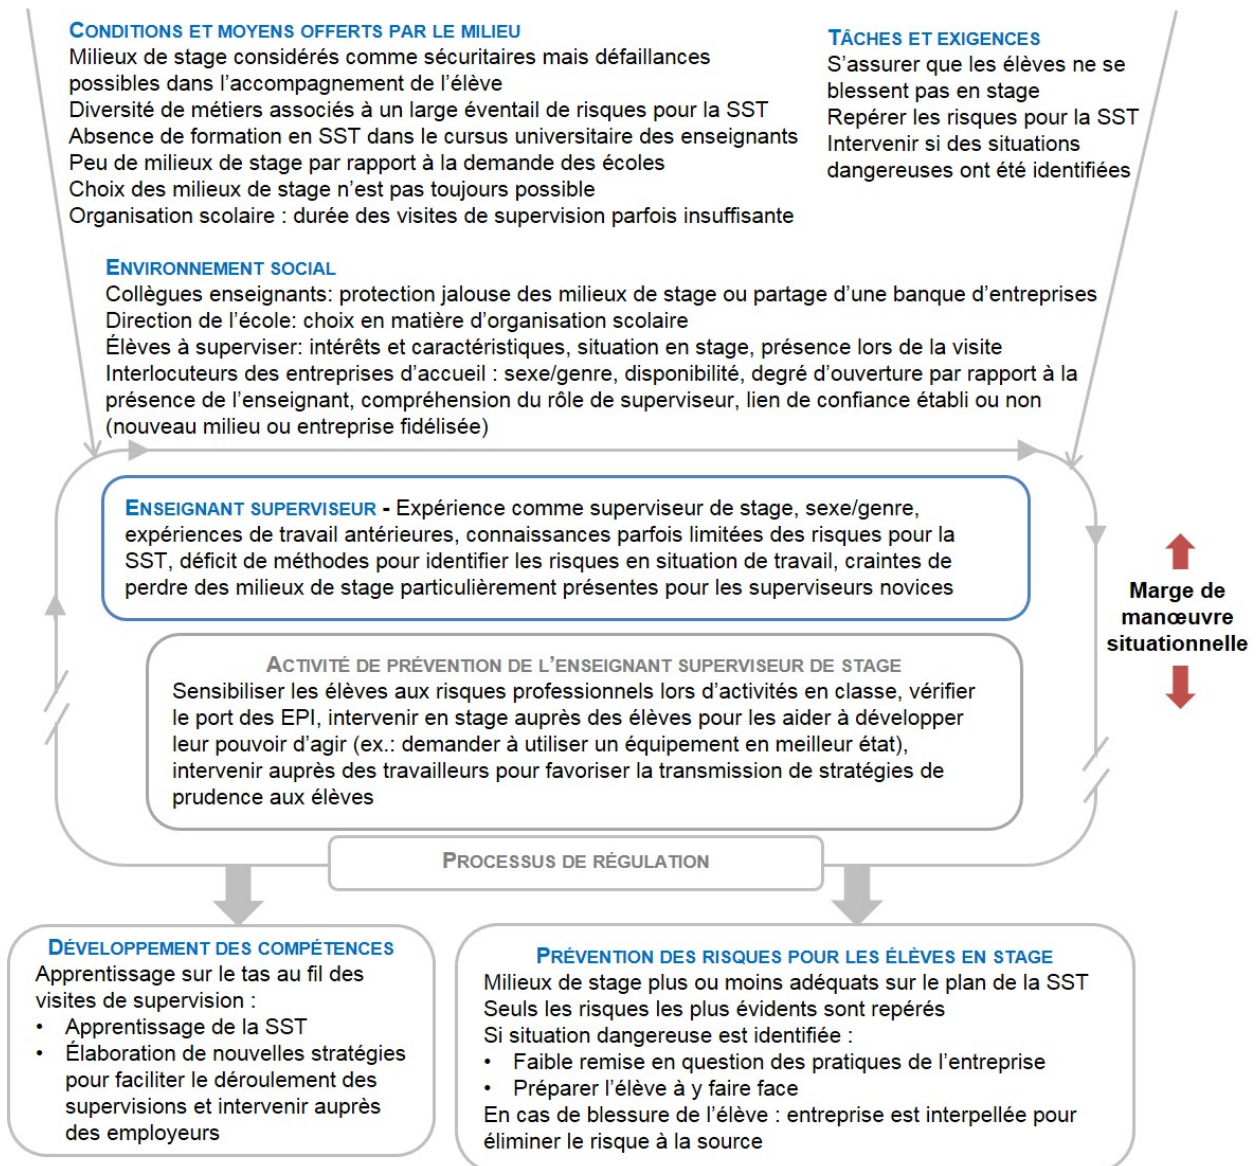 CONDITIONS ET MOYENS OFFERTS PAR LE MILIEU
Milieux de stage considérés comme sécuritaires mais défaillances
possibles dans l'accompagnement de l'élève
Diversité de métiers associés à un large éventail de risques pour la SST
Absence de formation en SST dans le cursus universitaire des enseignants
Peu de milieux de stage par rapport à la demande des écoles
Choix des milieux de stage n'est pas toujours possible
Organisation scolaire : durée des visites de supervision parfois insuffisante
TÂCHES ET EXIGENCES
S'assurer que les élèves ne se
blessent pas en stage
Repérer les risques pour la SST
Intervenir si des situations
dangereuses ont été identifiées
ENVIRONNEMENT SOCIAL
Collègues enseignants: protection jalouse des milieux de stage ou partage d'une banque d'entreprises
Direction de l'école: choix en matière d'organisation scolaire
Élèves à superviser: intérêts et caractéristiques, situation en stage, présence lors de la visite
Interlocuteurs des entreprises d'accueil : sexe/genre, disponibilité, degré d'ouverture par rapport à la
présence de l'enseignant, compréhension du rôle de superviseur, lien de confiance établi ou non
(nouveau milieu ou entreprise fidélisée)
ENSEIGNANT SUPERVISEUR - Expérience comme superviseur de stage, sexe/genre,
expériences de travail antérieures, connaissances parfois limitées des risques pour la
SST, déficit de méthodes pour identifier les risques en situation de travail, craintes de
perdre des milieux de stage particulièrement présentes pour les superviseurs novices
Marge de
manœuvre
situationnelle
ACTIVITÉ DE PRÉVENTION DE L'ENSEIGNANT SUPERVISEUR DE STAGE
Sensibiliser les élèves aux risques professionnels lors d'activités en classe, vérifier
le port des EPI, intervenir en stage auprès des élèves pour les aider à développer
leur pouvoir d'agir (ex.: demander à utiliser un équipement en meilleur état),
intervenir auprès des travailleurs pour favoriser la transmission de stratégies de
prudence aux élèves
PROCESSUS DE RÉGULATION
DÉVELOPPEMENT DES COMPÉTENCES
Apprentissage sur le tas au fil des
visites de supervision :
• Apprentissage de la SST
• Élaboration de nouvelles stratégies
pour faciliter le déroulement des
supervisions et intervenir auprès
des employeurs
PRÉVENTION DES RISQUES POUR LES ÉLÈVES EN STAGE
Milieux de stage plus ou moins adéquats sur le plan de la SST
Seuls les risques les plus évidents sont repérés
Si situation dangereuse est identifiée :
• Faible remise en question des pratiques de l'entreprise
• Préparer l'élève à y faire face
En cas de blessure de l'élève : entreprise est interpellée pour
éliminer le risque à la source